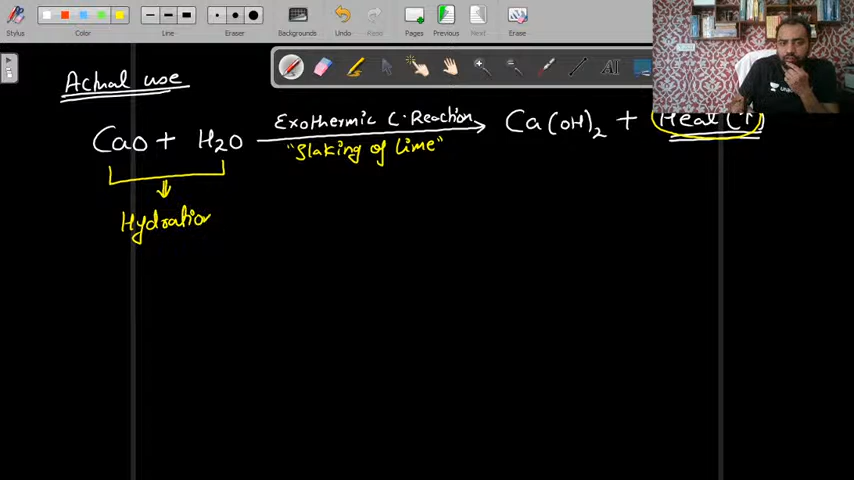 Stylus
Color
Line
Eraser
Backgrounds
Undo
Redo
Pages
Previous
Next
Erase
Actual use
CaO + H2O
Exothermic C. Reaction
"Slaking of lime"
Ca(OH)2 + Heat (↑)
Hydration